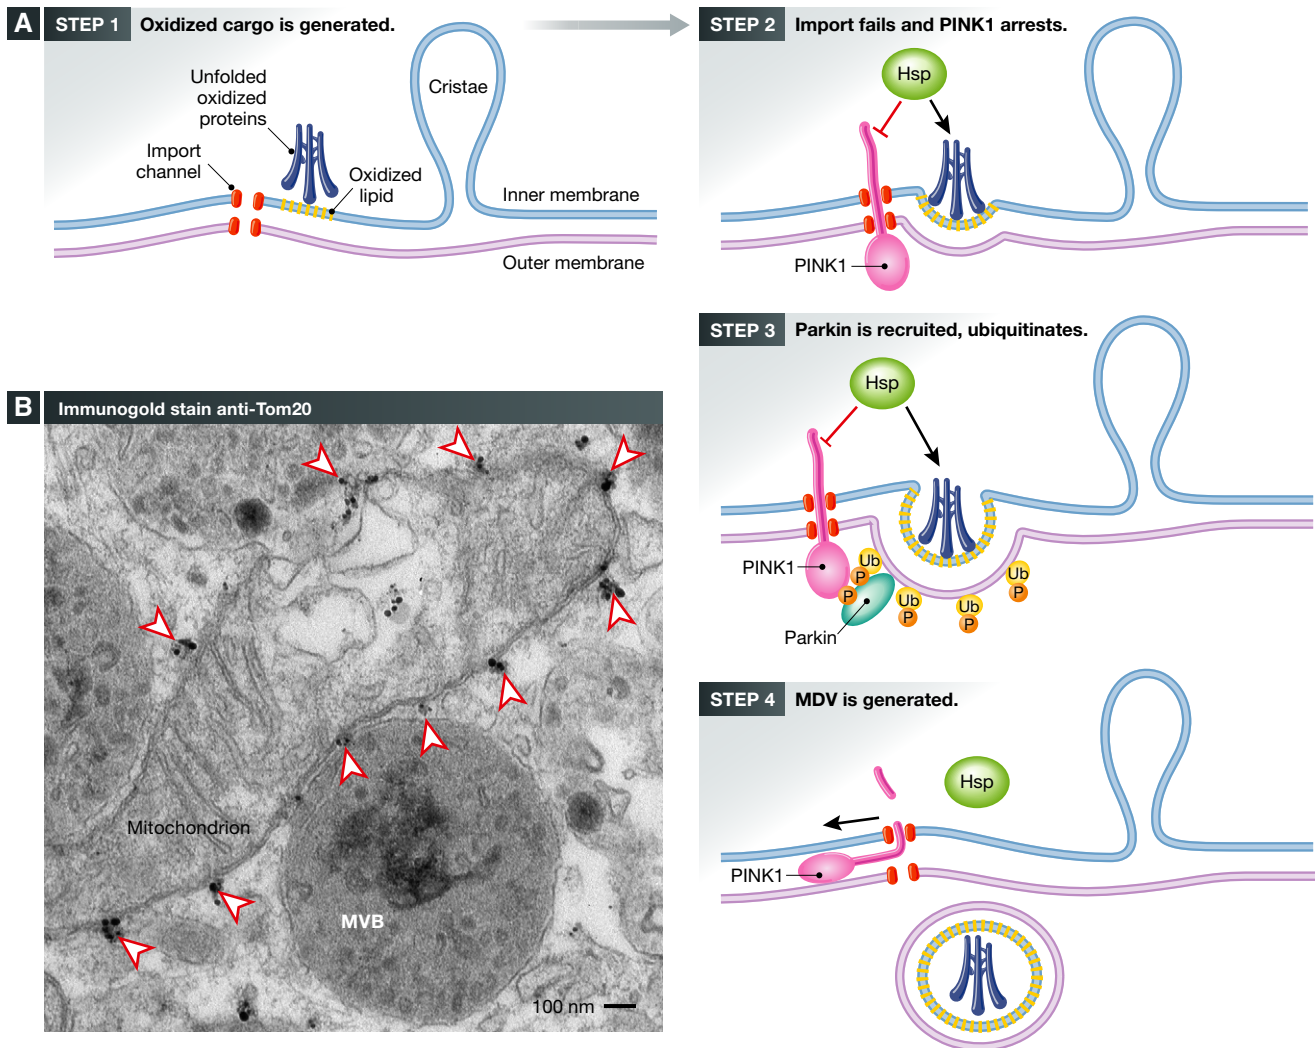 A
STEP 1
Oxidized cargo is generated.
Unfolded
oxidized
proteins
Import
channel
Cristae
Oxidized
lipid
Inner membrane
Outer membrane
STEP 2
Import fails and PINK1 arrests.
Hsp
PINK1
STEP 3
Parkin is recruited, ubiquitinates.
Hsp
PINK1
Ub
P
P
Ub
P
Ub
P
Ub
P
Parkin
STEP 4
MDV is generated.
Hsp
PINK1
B
Immunogold stain anti-Tom20
Mitochondrion
MVB
100 nm